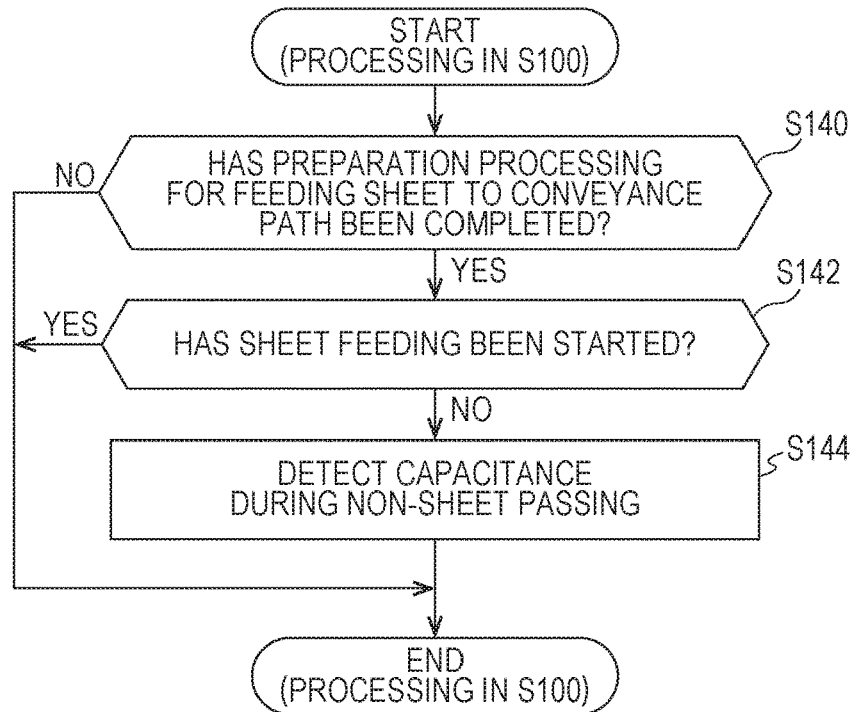 START
(PROCESSING IN S100)
S140
HAS PREPARATION PROCESSING
FOR FEEDING SHEET TO CONVEYANCE
PATH BEEN COMPLETED?
NO
YES
S142
HAS SHEET FEEDING BEEN STARTED?
YES
NO
S144
DETECT CAPACITANCE
DURING NON-SHEET PASSING
END
(PROCESSING IN S100)